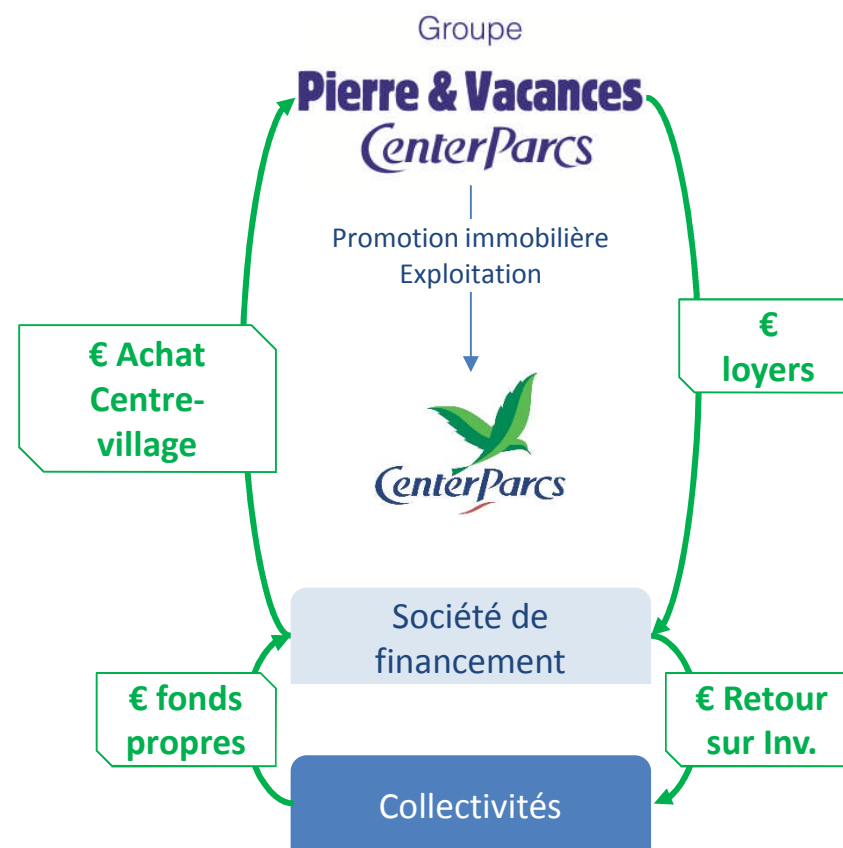 Groupe
Pierre & Vacances
CenterParcs
Promotion immobilière
Exploitation
€ Achat
Centre-
village
€
loyers
CenterParcs
Société de
financement
€ fonds
propres
€ Retour
sur Inv.
Collectivités